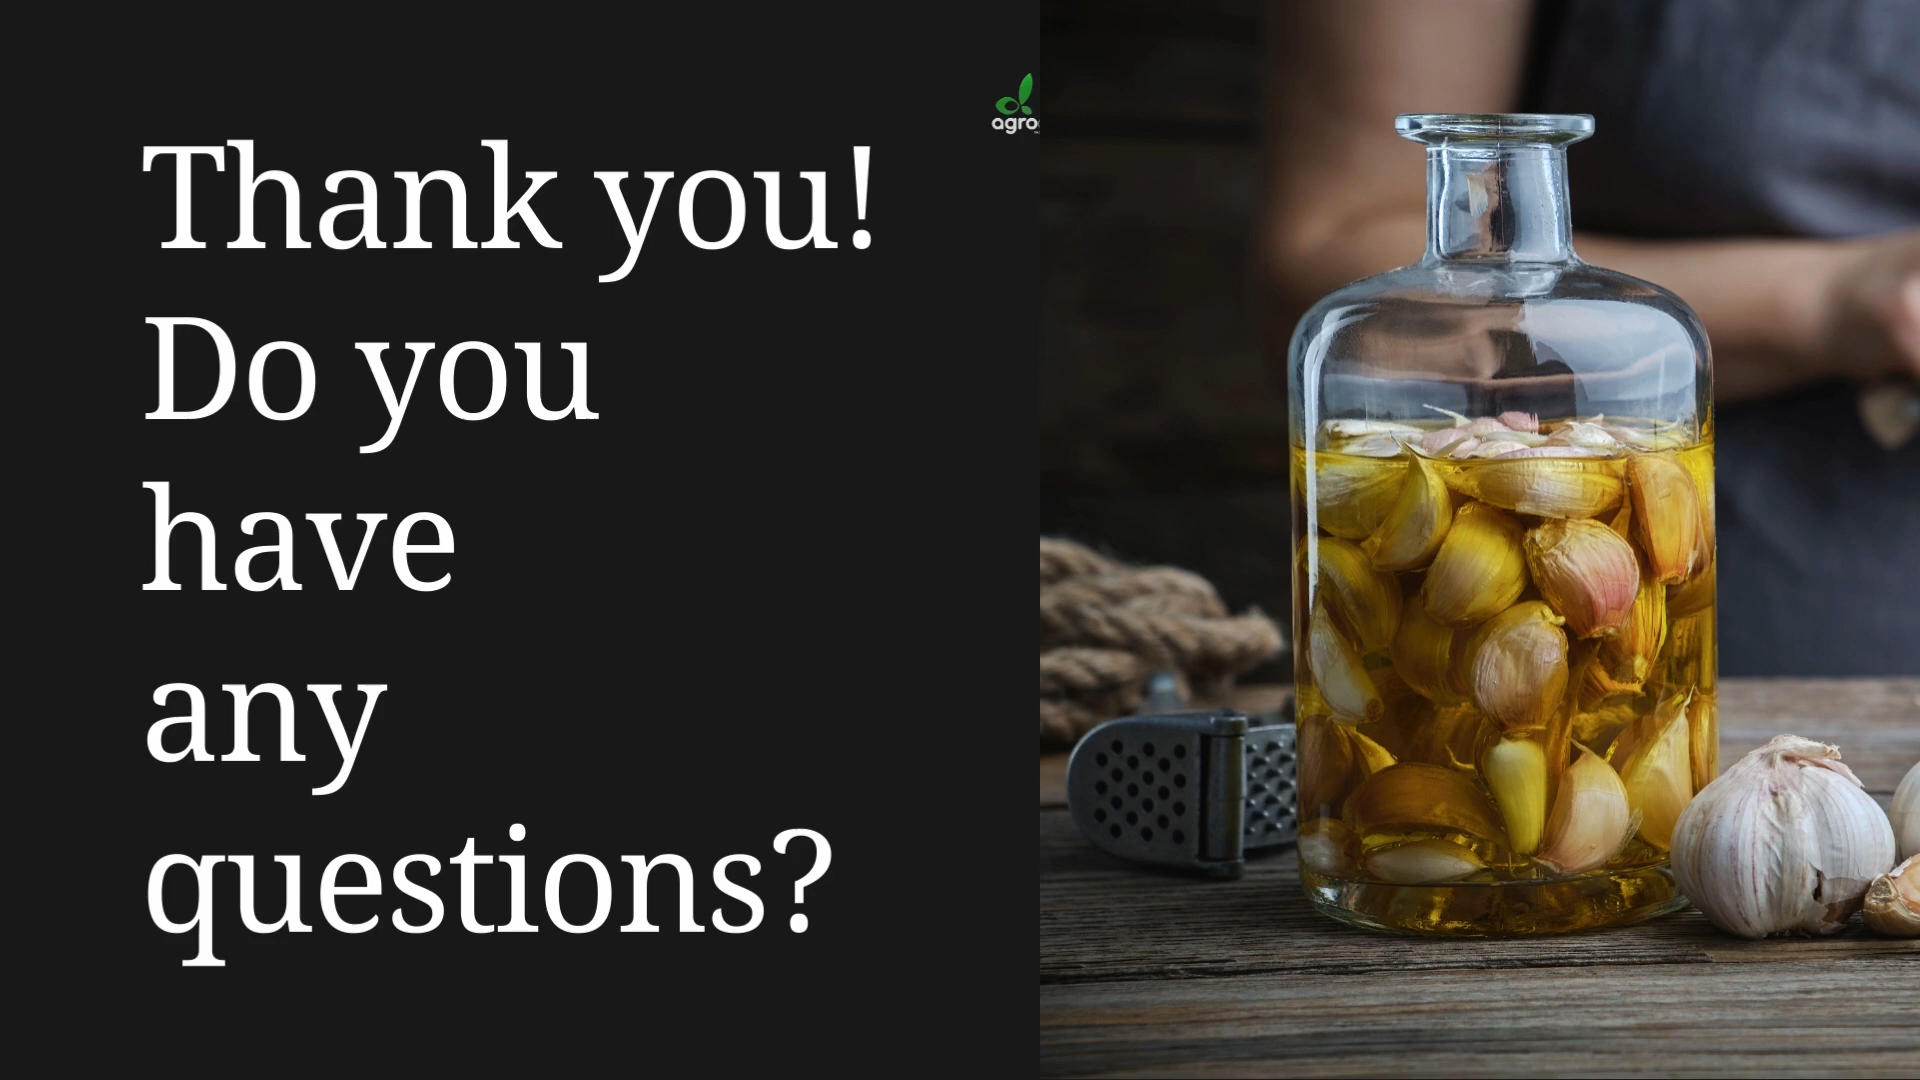 Thank you!
Do you
have
any
questions?
agro